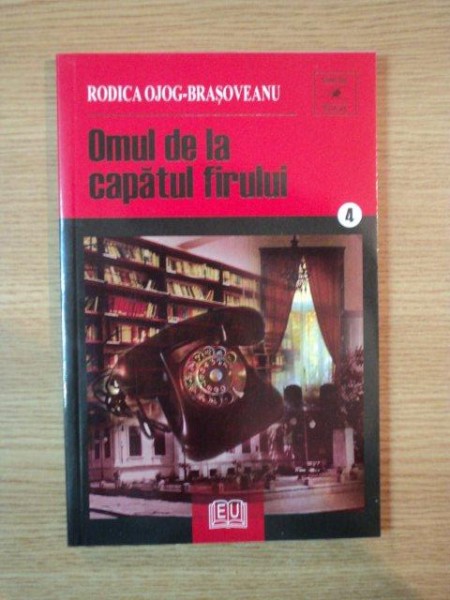 RODICA OJOG-BRAȘOVEANU
Omul de la
capătul firului
4
EU